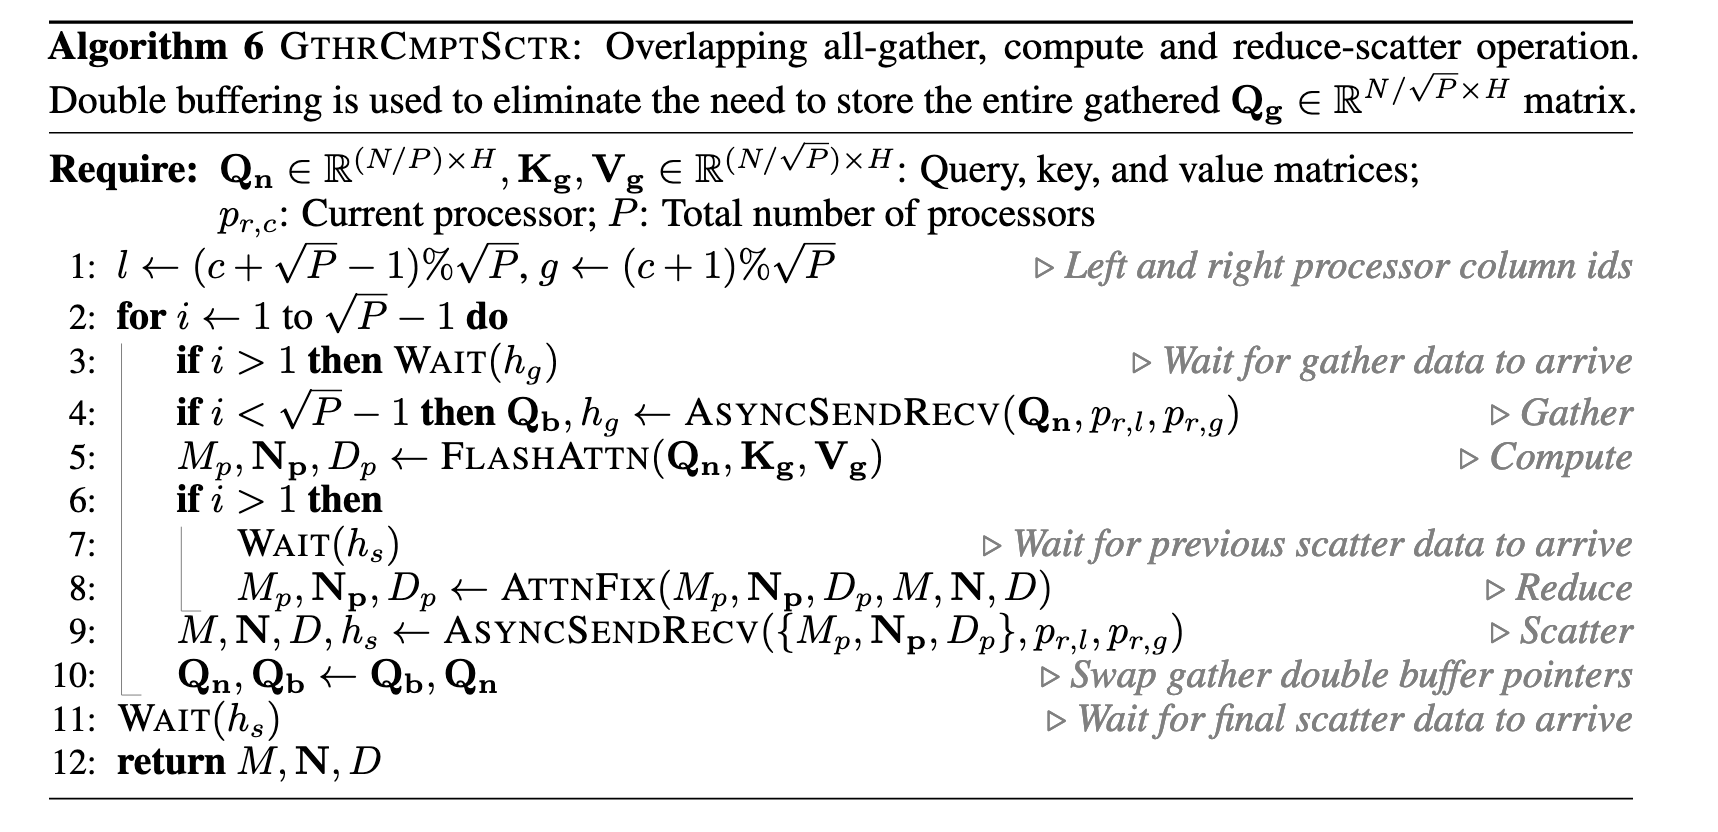 Algorithm 6 GTHRCMPTSCTR: Overlapping all-gather, compute and reduce-scatter operation.
Double buffering is used to eliminate the need to store the entire gathered $\mathbf{Q_g} \in \mathbb{R}^{N/\sqrt{P} \times H}$ matrix.
Require: $\mathbf{Q_n} \in \mathbb{R}^{(N/P) \times H}, \mathbf{K_g}, \mathbf{V_g} \in \mathbb{R}^{(N/\sqrt{P}) \times H}$: Query, key, and value matrices;
$p_{r,c}$: Current processor; $P$: Total number of processors
1: $l \leftarrow (c + \sqrt{P} - 1)\%\sqrt{P}, g \leftarrow (c + 1)\%\sqrt{P}$ ▷ Left and right processor column ids
2: for $i \leftarrow 1$ to $\sqrt{P} - 1$ do
3: if $i > 1$ then WAIT($h_g$) ▷ Wait for gather data to arrive
4: if $i < \sqrt{P} - 1$ then $\mathbf{Q_b}, h_g \leftarrow$ ASYNCSENDRECV($\mathbf{Q_n}, p_{r,l}, p_{r,g}$) ▷ Gather
5: $M_p, \mathbf{N_p}, D_p \leftarrow$ FLASHATTN($\mathbf{Q_n}, \mathbf{K_g}, \mathbf{V_g}$) ▷ Compute
6: if $i > 1$ then
7: WAIT($h_s$) ▷ Wait for previous scatter data to arrive
8: $M_p, \mathbf{N_p}, D_p \leftarrow$ ATTNFIX($M_p, \mathbf{N_p}, D_p, M, \mathbf{N}, D$) ▷ Reduce
9: $M, \mathbf{N}, D, h_s \leftarrow$ ASYNCSENDRECV($\{M_p, \mathbf{N_p}, D_p\}, p_{r,l}, p_{r,g}$) ▷ Scatter
10: $\mathbf{Q_n}, \mathbf{Q_b} \leftarrow \mathbf{Q_b}, \mathbf{Q_n}$ ▷ Swap gather double buffer pointers
11: WAIT($h_s$) ▷ Wait for final scatter data to arrive
12: return $M, \mathbf{N}, D$